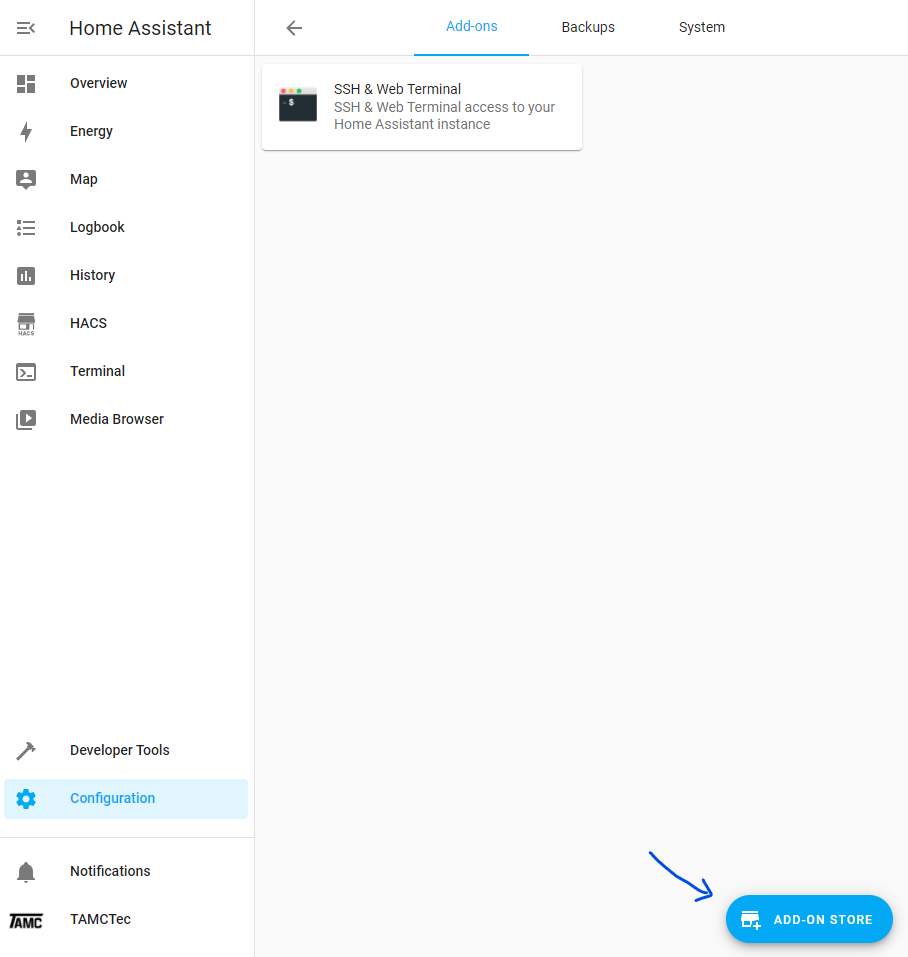 Home Assistant
Add-ons
Backups
System
Overview
Energy
Map
Logbook
History
HACS
HACS
Terminal
Media Browser
$
SSH & Web Terminal
SSH & Web Terminal access to your
Home Assistant instance
Developer Tools
Configuration
Notifications
TAMC
TAMCTec
ADD-ON STORE